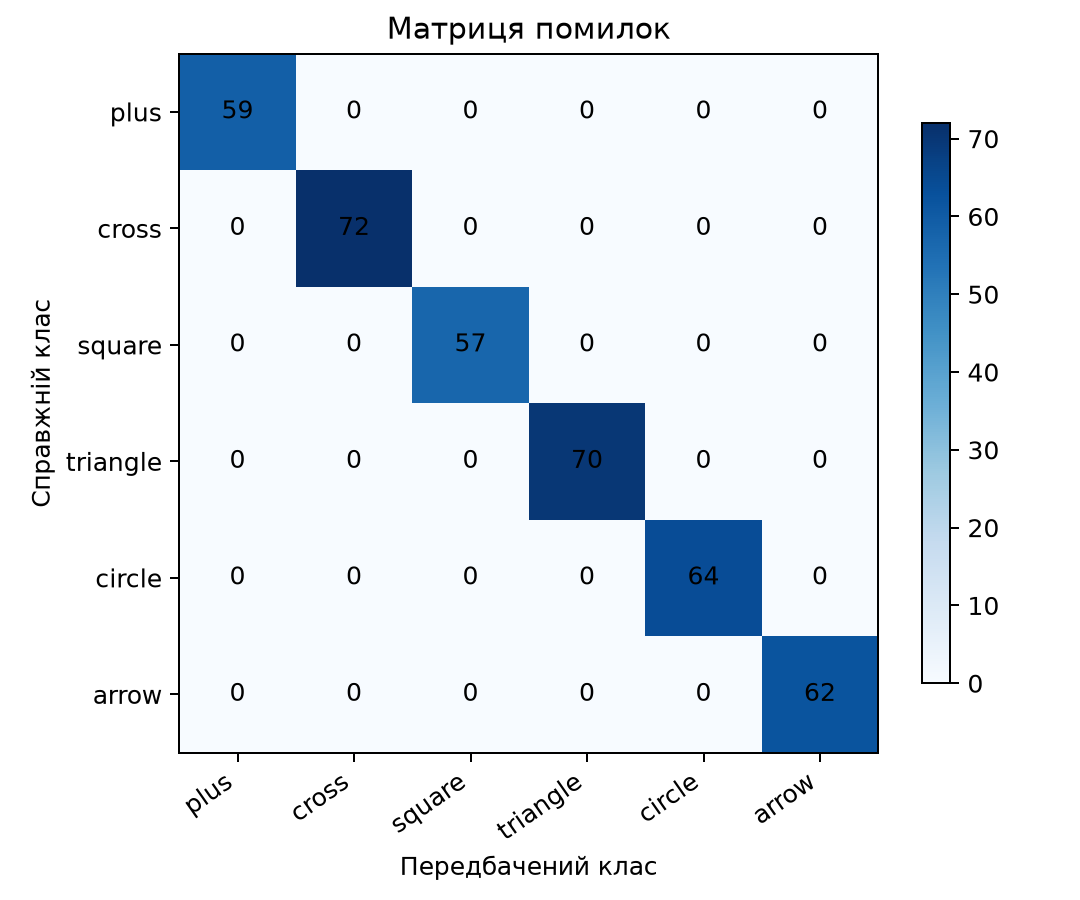 Матриця помилок
plus 59 0 0 0 0 0
cross 0 72 0 0 0 0
square 0 0 57 0 0 0
triangle 0 0 0 70 0 0
circle 0 0 0 0 64 0
arrow 0 0 0 0 0 62
plus cross square triangle circle arrow
Передбачений клас
Справжній клас
70
60
50
40
30
20
10
0